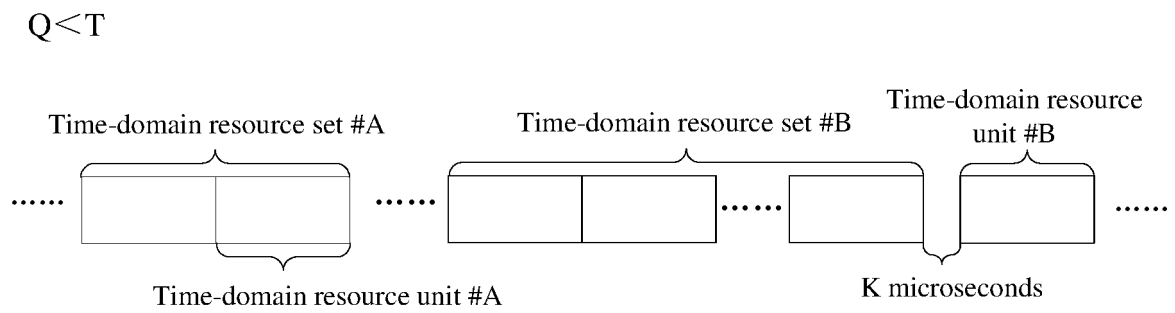 Q<T
Time-domain resource set #A
Time-domain resource set #B
Time-domain resource
unit #B
...... ...... ...... ......
Time-domain resource unit #A
K microseconds